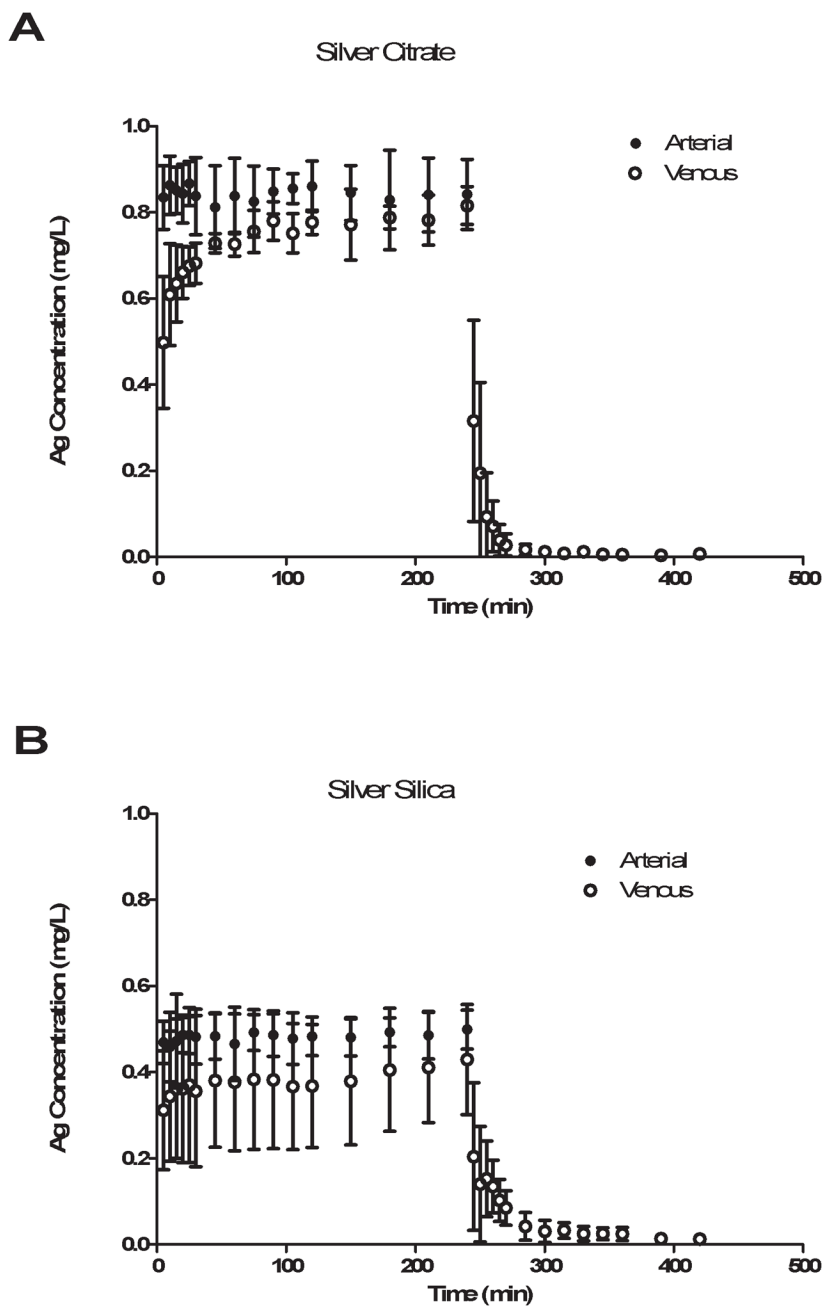 A
Silver Citrate
Arterial
Venous
1.0
0.8
0.6
0.4
0.2
0.0
Ag Concentration (mg/L)
0 100 200 300 400 500
Time (min)
B
Silver Silica
Arterial
Venous
1.0
0.8
0.6
0.4
0.2
0.0
Ag Concentration (mg/L)
0 100 200 300 400 500
Time (min)